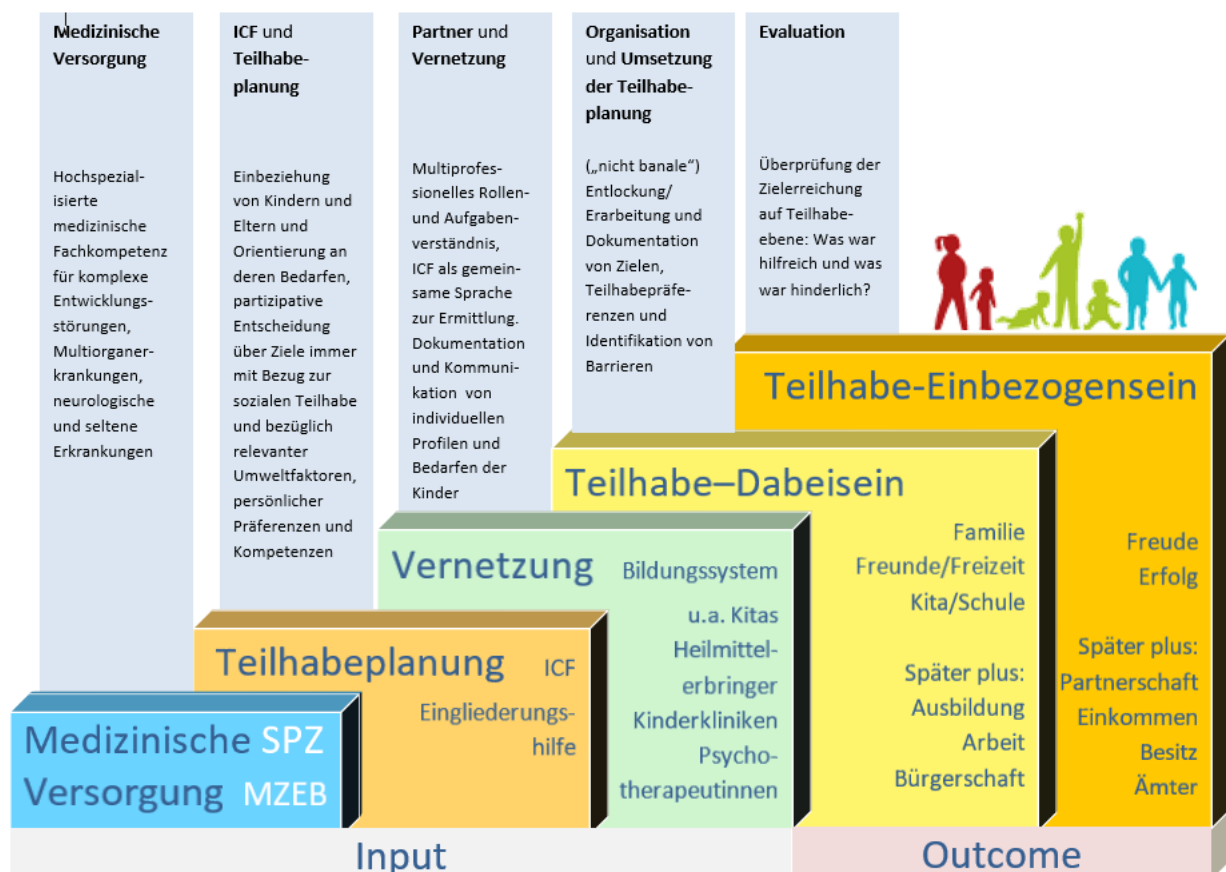 Medizinische
Versorgung
Hochspezial-
isierte
medizinische
Fachkompetenz
für komplexe
Entwicklungs-
störungen,
Multiorganer-
krankungen,
neurologische
und seltene
Erkrankungen
ICF und
Teilhabe-
planung
Einbeziehung
von Kindern und
Eltern und
Orientierung an
deren Bedarfen,
partizipative
Entscheidung
über Ziele immer
mit Bezug zur
sozialen Teilhabe
und bezüglich
relevanter
Umweltfaktoren,
persönlicher
Präferenzen und
Kompetenzen
Partner und
Vernetzung
Multiprofes-
sionelles Rollen-
und Aufgaben-
verständnis,
ICF als gemein-
same Sprache
zur Ermittlung.
Dokumentation
und Kommuni-
kation von
individuellen
Profilen und
Bedarfen der
Kinder
Organisation
und Umsetzung
der Teilhabe-
planung
(„nicht banale")
Entlockung/
Erarbeitung und
Dokumentation
von Zielen,
Teilhabepräfe-
renzen und
Identifikation von
Barrieren
Evaluation
Überprüfung der
Zielerreichung
auf Teilhabe-
ebene: Was war
hilfreich und was
war hinderlich?
Medizinische SPZ
Versorgung MZEB
Teilhabeplanung ICF
Eingliederungs-
hilfe
Vernetzung Bildungssystem
u.a. Kitas
Heilmittel-
erbringer
Kinderkliniken
Psycho-
therapeutinnen
Teilhabe–Dabeisein
Familie
Freunde/Freizeit
Kita/Schule
Später plus:
Ausbildung
Arbeit
Bürgerschaft
Teilhabe-Einbezogensein
Freude
Erfolg
Später plus:
Partnerschaft
Einkommen
Besitz
Ämter
Input
Outcome